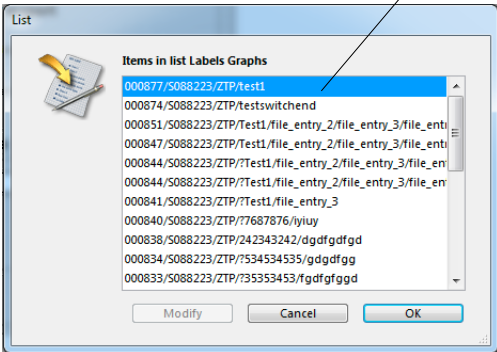 List
Items in list Labels Graphs
000877/S088223/ZTP/test1
000874/S088223/ZTP/testswitchend
000851/S088223/ZTP/Test1/file_entry_2/file_entry_3/file_entr
000847/S088223/ZTP/Test1/file_entry_2/file_entry_3/file_entr
000844/S088223/ZTP/?Test1/file_entry_2/file_entry_3/file_en
000844/S088223/ZTP/?Test1/file_entry_2/file_entry_3/file_en
000841/S088223/ZTP/?Test1/file_entry_3
000840/S088223/ZTP/?7687876/iyiuy
000838/S088223/ZTP/242343242/dgdfgdfgd
000834/S088223/ZTP/?534534535/gdgdfgg
000833/S088223/ZTP/?35353453/fgdfgfggd
Modify
Cancel
OK